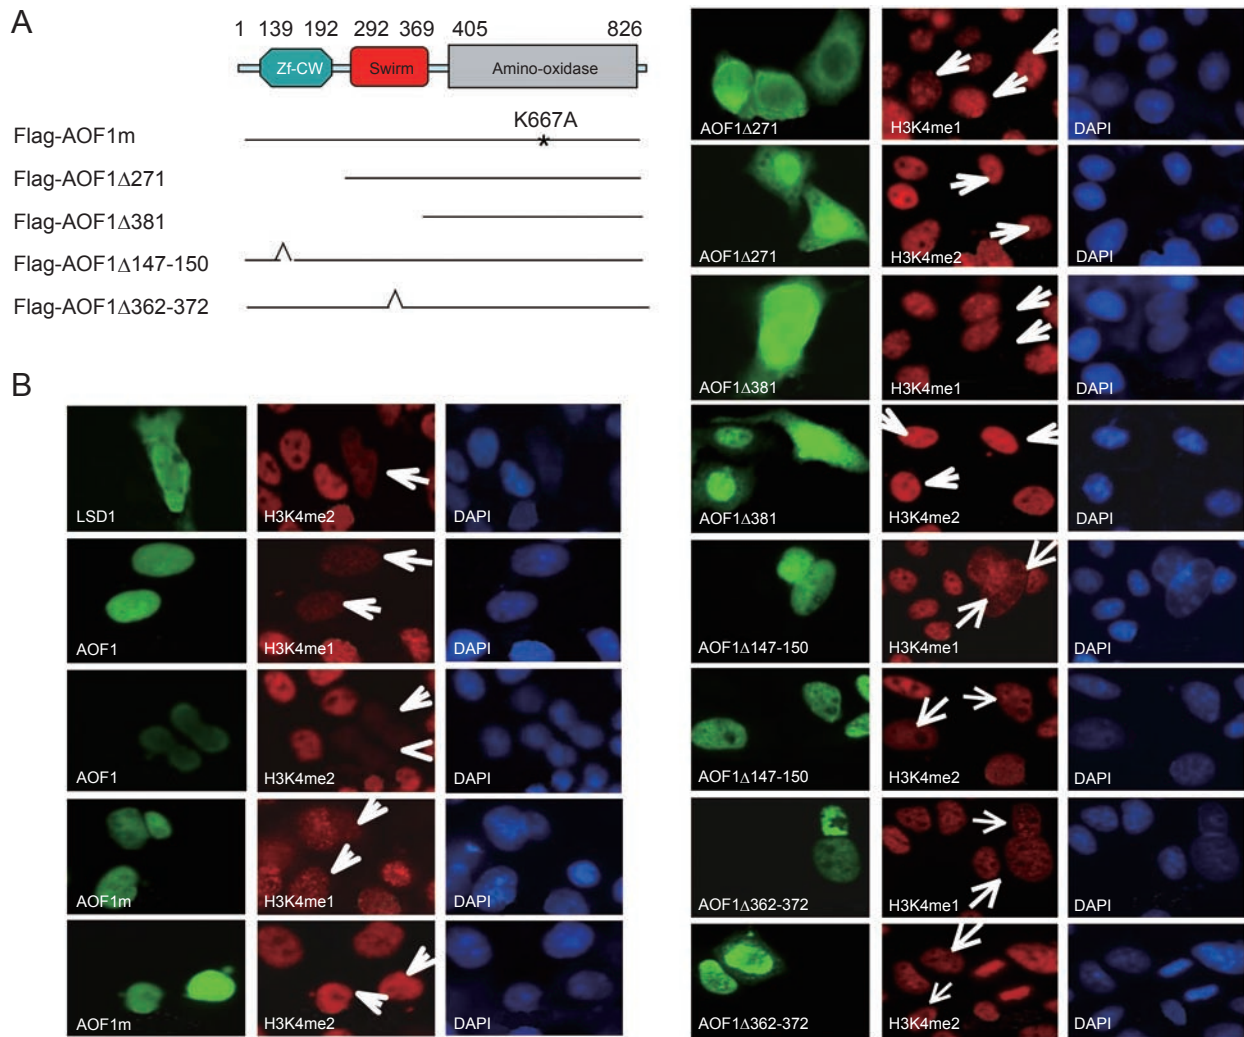 A
1 139 192 292 369 405 826
Zf-CW Swirm Amino-oxidase
K667A
*
Flag-AOF1m
Flag-AOF1Δ271
Flag-AOF1Δ381
Flag-AOF1Δ147-150
Flag-AOF1Δ362-372
B
LSD1 H3K4me2 DAPI
AOF1 H3K4me1 DAPI
AOF1 H3K4me2 DAPI
AOF1m H3K4me1 DAPI
AOF1m H3K4me2 DAPI
AOF1Δ271 H3K4me1 DAPI
AOF1Δ271 H3K4me2 DAPI
AOF1Δ381 H3K4me1 DAPI
AOF1Δ381 H3K4me2 DAPI
AOF1Δ147-150 H3K4me1 DAPI
AOF1Δ147-150 H3K4me2 DAPI
AOF1Δ362-372 H3K4me1 DAPI
AOF1Δ362-372 H3K4me2 DAPI